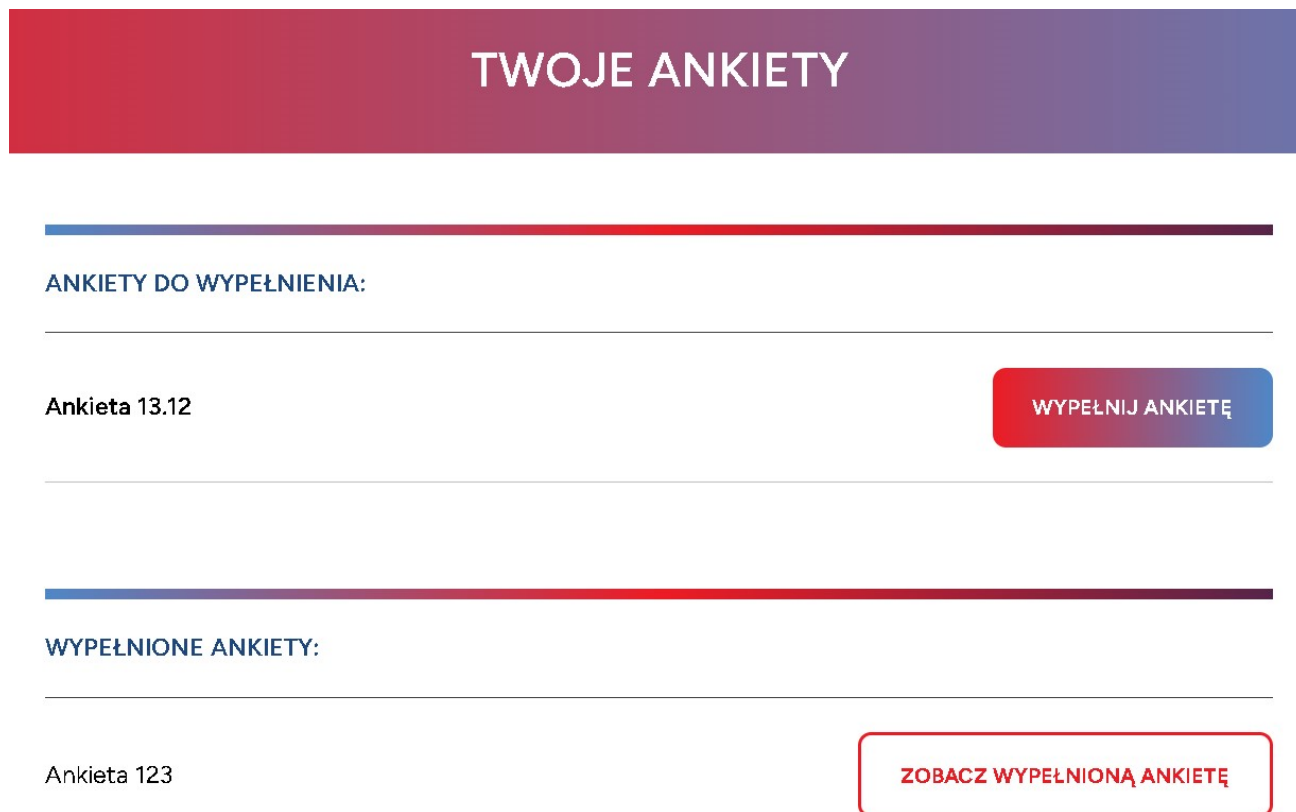 TWOJE ANKIETY
ANKIETY DO WYPEŁNIENIA:
Ankieta 13.12
WYPEŁNIJ ANKIETĘ
WYPEŁNIONE ANKIETY:
Ankieta 123
ZOBACZ WYPEŁNIONĄ ANKIETĘ